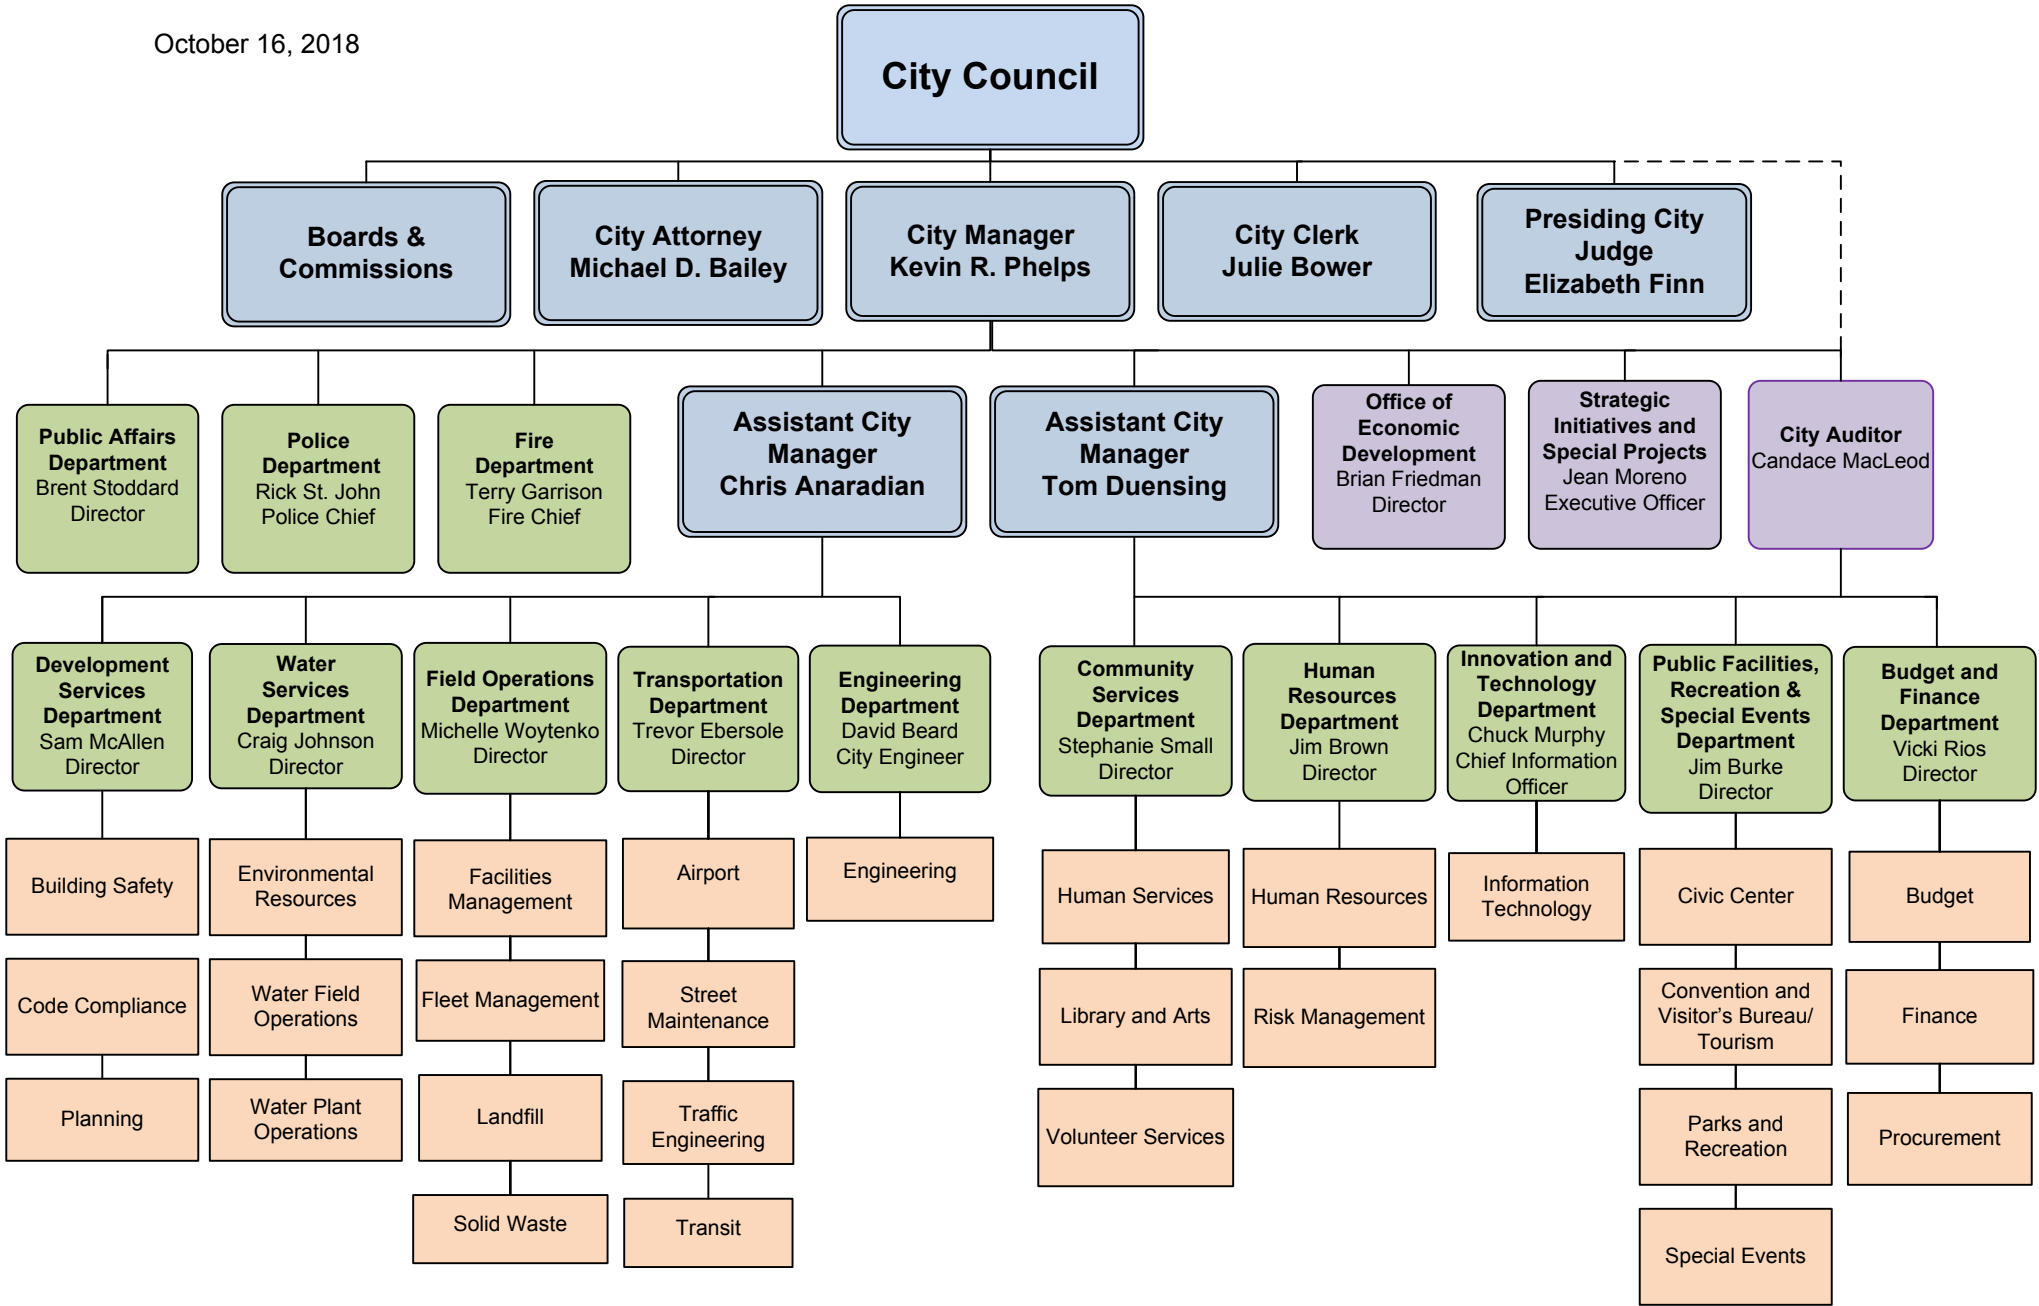 October 16, 2018
City Council
Boards &
Commissions
City Attorney
Michael D. Bailey
City Manager
Kevin R. Phelps
City Clerk
Julie Bower
Presiding City
Judge
Elizabeth Finn
Public Affairs
Department
Brent Stoddard
Director
Police
Department
Rick St. John
Police Chief
Fire
Department
Terry Garrison
Fire Chief
Assistant City
Manager
Chris Anaradian
Assistant City
Manager
Tom Duensing
Office of
Economic
Development
Brian Friedman
Director
Strategic
Initiatives and
Special Projects
Jean Moreno
Executive Officer
City Auditor
Candace MacLeod
Development
Services
Department
Sam McAllen
Director
Water
Services
Department
Craig Johnson
Director
Field Operations
Department
Michelle Woytenko
Director
Transportation
Department
Trevor Ebersole
Director
Engineering
Department
David Beard
City Engineer
Community
Services
Department
Stephanie Small
Director
Human
Resources
Department
Jim Brown
Director
Innovation and
Technology
Department
Chuck Murphy
Chief Information
Officer
Public Facilities,
Recreation &
Special Events
Department
Jim Burke
Director
Budget and
Finance
Department
Vicki Rios
Director
Building Safety
Environmental
Resources
Facilities
Management
Airport
Engineering
Human Services
Human Resources
Information
Technology
Civic Center
Budget
Code Compliance
Water Field
Operations
Fleet Management
Street
Maintenance
Library and Arts
Risk Management
Convention and
Visitor’s Bureau/
Tourism
Finance
Planning
Water Plant
Operations
Landfill
Traffic
Engineering
Volunteer Services
Parks and
Recreation
Procurement
Solid Waste
Transit
Special Events